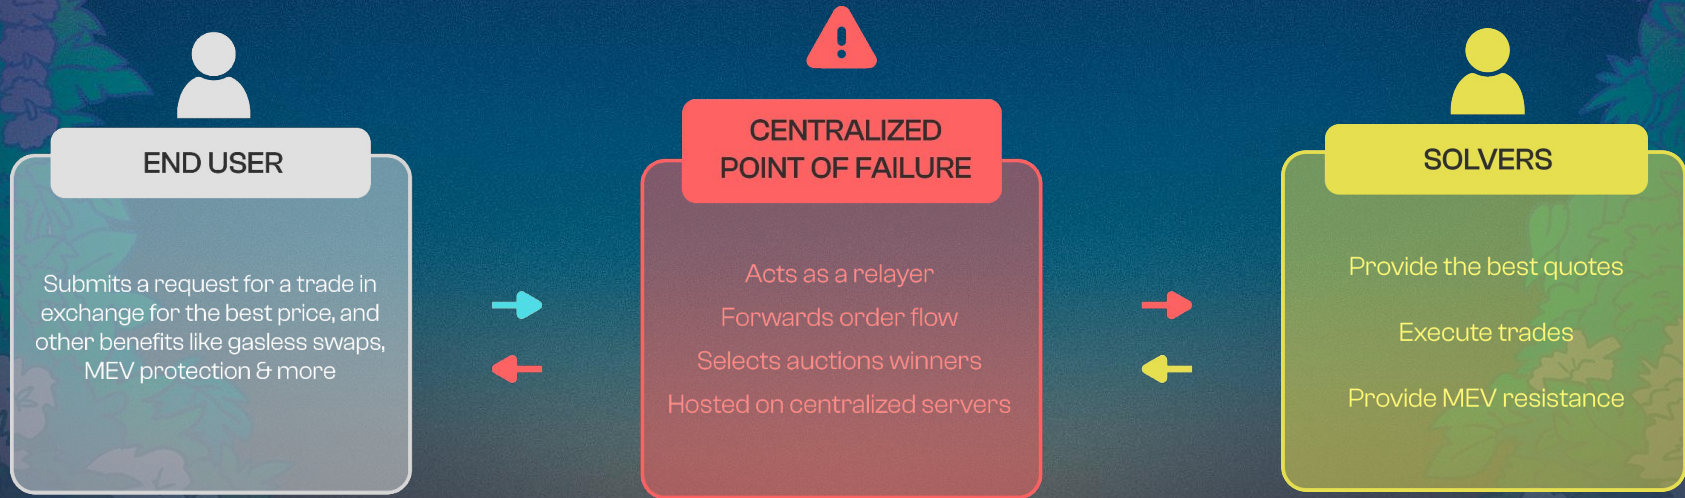 END USER
Submits a request for a trade in
exchange for the best price, and
other benefits like gasless swaps,
MEV protection & more
CENTRALIZED
POINT OF FAILURE
Acts as a relayer
Forwards order flow
Selects auctions winners
Hosted on centralized servers
SOLVERS
Provide the best quotes
Execute trades
Provide MEV resistance